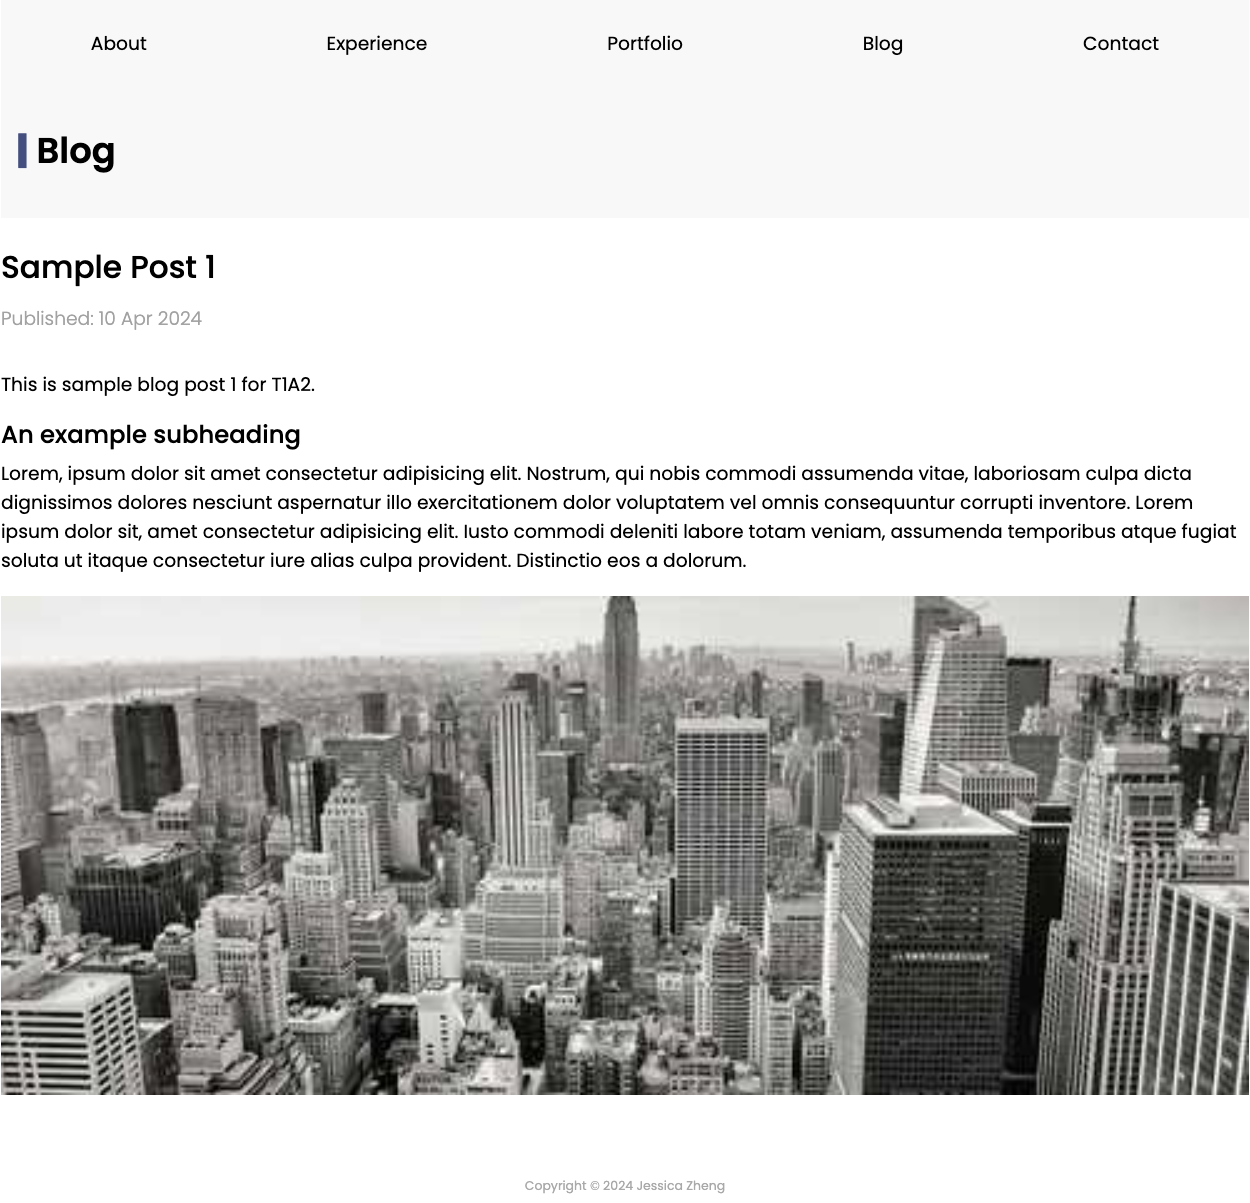 About Experience Portfolio Blog Contact
Blog
Sample Post 1
Published: 10 Apr 2024
This is sample blog post 1 for T1A2.
An example subheading
Lorem, ipsum dolor sit amet consectetur adipisicing elit. Nostrum, qui nobis commodi assumenda vitae, laboriosam culpa dicta
dignissimos dolores nesciunt aspernatur illo exercitationem dolor voluptatem vel omnis consequuntur corrupti inventore. Lorem
ipsum dolor sit, amet consectetur adipisicing elit. Iusto commodi deleniti labore totam veniam, assumenda temporibus atque fugiat
soluta ut itaque consectetur iure alias culpa provident. Distinctio eos a dolorum.
Copyright © 2024 Jessica Zheng